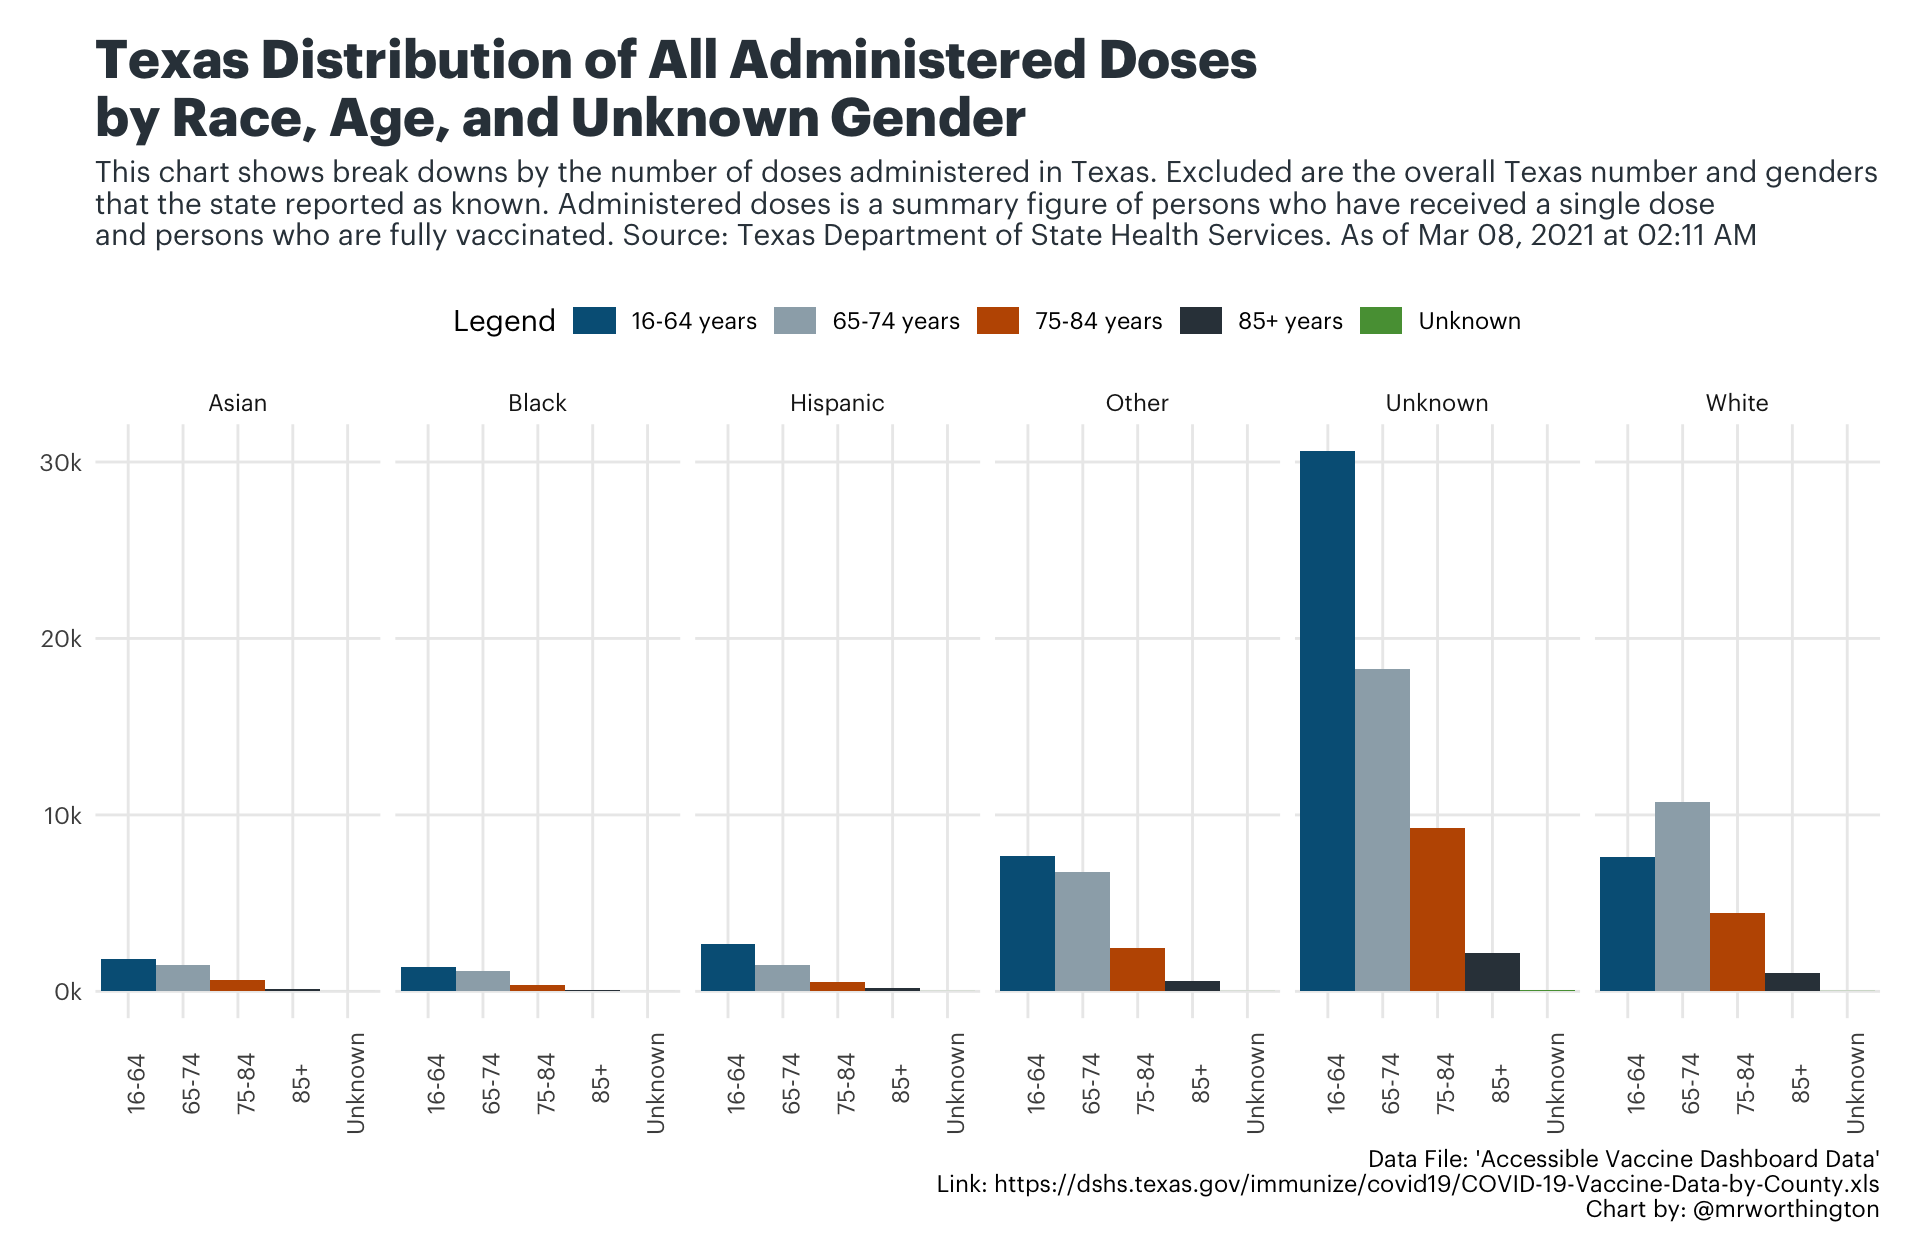 Texas Distribution of All Administered Doses
by Race, Age, and Unknown Gender
This chart shows break downs by the number of doses administered in Texas. Excluded are the overall Texas number and genders
that the state reported as known. Administered doses is a summary figure of persons who have received a single dose
and persons who are fully vaccinated. Source: Texas Department of State Health Services. As of Mar 08, 2021 at 02:11 AM
Legend 16-64 years 65-74 years 75-84 years 85+ years Unknown
Asian Black Hispanic Other Unknown White
30k
20k
10k
0k
16-64 65-74 75-84 85+ Unknown 16-64 65-74 75-84 85+ Unknown 16-64 65-74 75-84 85+ Unknown 16-64 65-74 75-84 85+ Unknown 16-64 65-74 75-84 85+ Unknown 16-64 65-74 75-84 85+ Unknown
Data File: 'Accessible Vaccine Dashboard Data'
Link: https://dshs.texas.gov/immunize/covid19/COVID-19-Vaccine-Data-by-County.xls
Chart by: @mrworthington